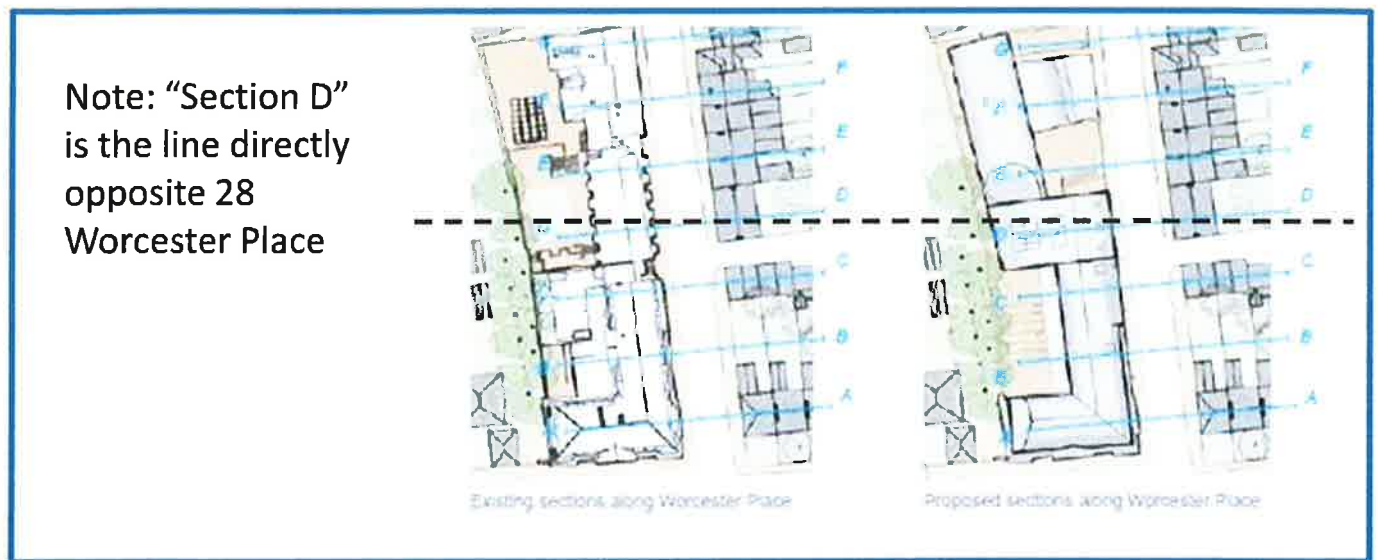 Note: “Section D”
is the line directly
opposite 28
Worcester Place
F
E
D
C
B
A
Existing sections along Worcester Place
F
E
D
C
B
A
Proposed sections along Worcester Place